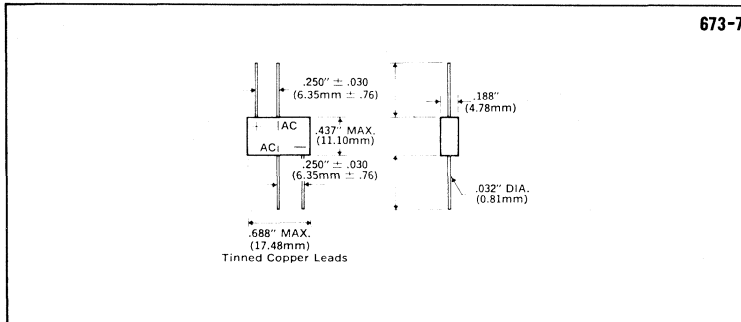 673-7
.250" ± .030
(6.35mm ± .76)
.188"
(4.78mm)
+ AC
AC —
.437" MAX.
(11.10mm)
.250" ± .030
(6.35mm ± .76)
.032" DIA.
(0.81mm)
.688" MAX.
(17.48mm)
Tinned Copper Leads